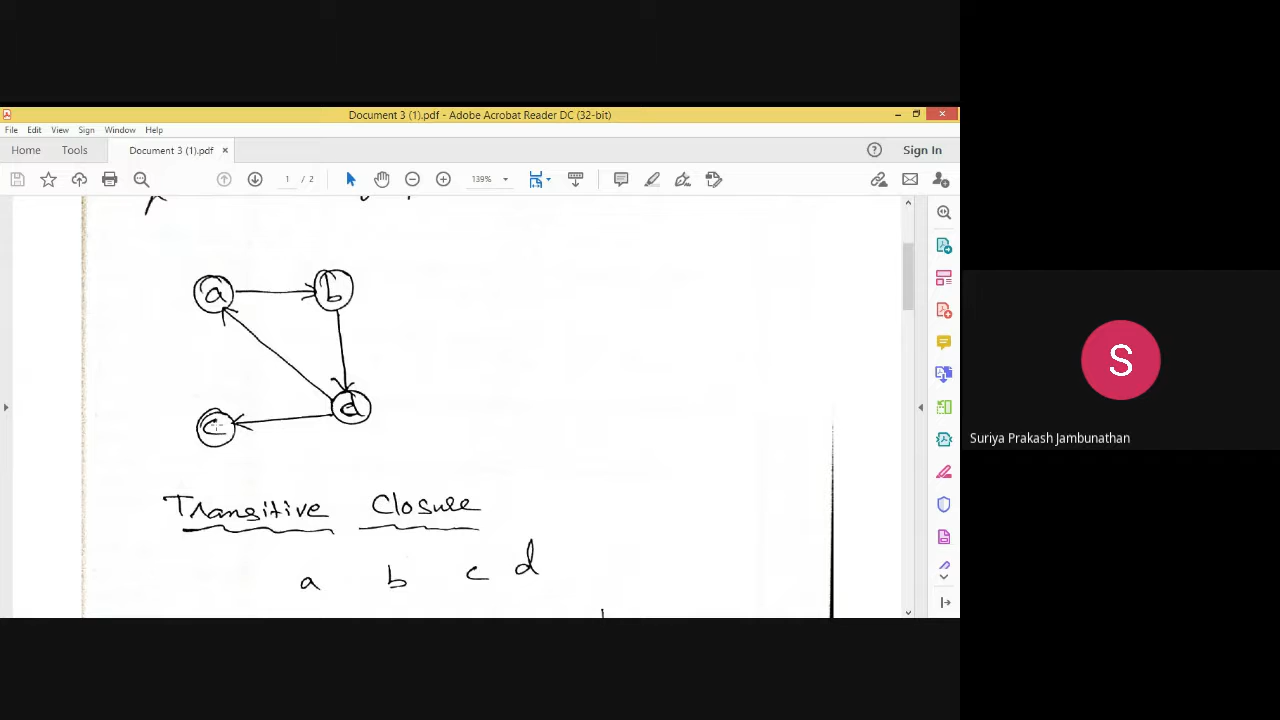 Document 3 (1).pdf - Adobe Acrobat Reader DC (32-bit)
File Edit View Sign Window Help
Home Tools Document 3 (1).pdf × Sign In
1 / 2 139%
a b
d
c
Transitive Closure
a b c d
S
Suriya Prakash Jambunathan